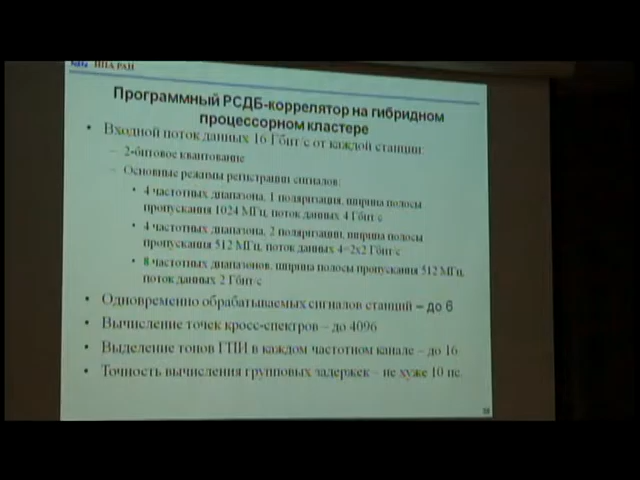 ИПА РАН
Программный РСДБ-коррелятор на гибридном
процессорном кластере
• Входной поток данных 16 Гбит/с от каждой станции:
– 2-битовое квантование
– Основные режимы регистрации сигналов:
• 4 частотных диапазона, 1 поляризация, ширина полосы
пропускания 1024 МГц, поток данных 4 Гбит/с
• 4 частотных диапазона, 2 поляризации, ширина полосы
пропускания 512 МГц, поток данных 4=2x2 Гбит/с
• 8 частотных диапазонов, ширина полосы пропускания 512 МГц,
поток данных 2 Гбит/с
• Одновременно обрабатываемых сигналов станций – до 6
• Вычисление точек кросс-спектров – до 4096
• Выделение тонов ГПИ в каждом частотном канале – до 16
• Точность вычисления групповых задержек – не хуже 10 пс.